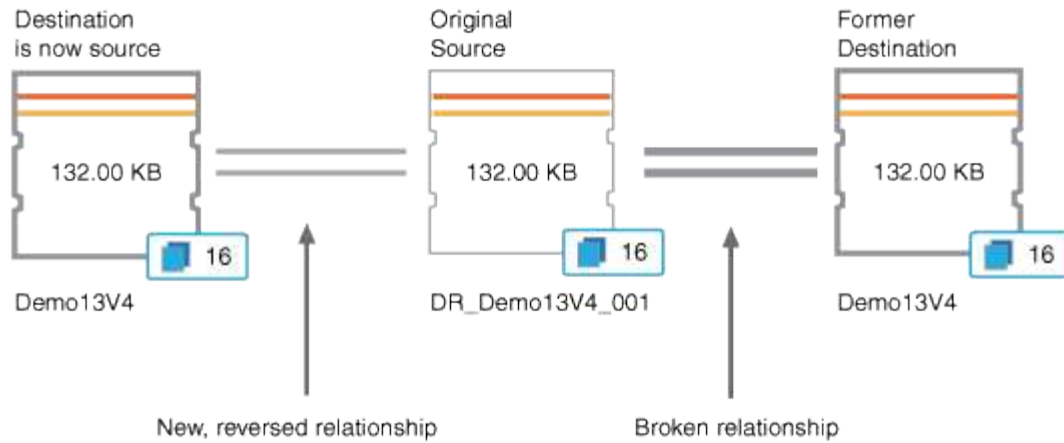 Destination
is now source
Original
Source
Former
Destination
132.00 KB
132.00 KB
132.00 KB
16
16
16
Demo13V4
DR_Demo13V4_001
Demo13V4
New, reversed relationship
Broken relationship